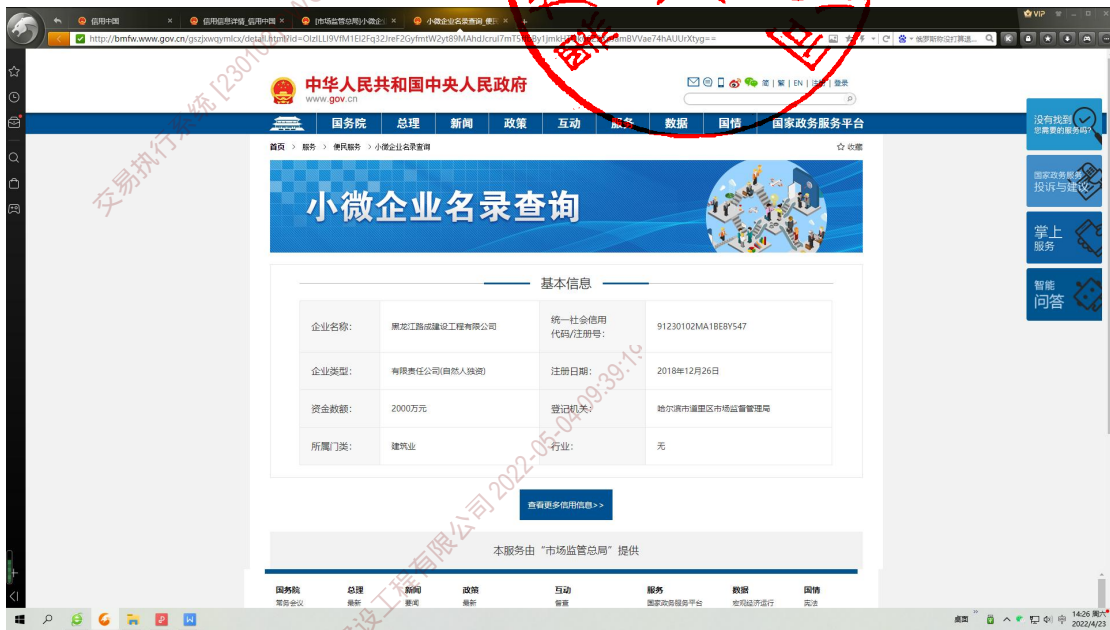 信用中国
信用信息详情_信用中国
[市场监管总局]小微企
小微企业名录查询_便民
VIP
http://bmfw.www.gov.cn/gszjxwqymlcx/detail.html?id=
俄罗斯称没打算退...
中华人民共和国中央人民政府
www.gov.cn
简 | 繁 | EN | 注册 | 登录
国务院 总理 新闻 政策 互动 服务 数据 国情 国家政务服务平台
首页 > 服务 > 便民服务 > 小微企业名录查询
收藏
小微企业名录查询
没有找到
您需要的服务吗?
国家政务服务
投诉与建议
掌上
服务
智能
问答
基本信息
企业名称: 黑龙江路成建设工程有限公司 统一社会信用
代码/注册号: 91230102MA1BE8Y547
企业类型: 有限责任公司(自然人独资) 注册日期: 2018年12月26日
资金数额: 2000万元 登记机关: 哈尔滨市道里区市场监督管理局
所属门类: 建筑业 行业: 无
查看更多信用信息>>
本服务由“市场监管总局”提供
国务院 总理 新闻 政策 互动 服务 数据 国情
常务会议 最新 要闻 最新 督查 国家政务服务平台 宏观经济运行 宪法
交易执行系统 [2301
设工程有限公司 2022-05-04 09:39:19
桌面
中
14:26 周六
2022/4/23